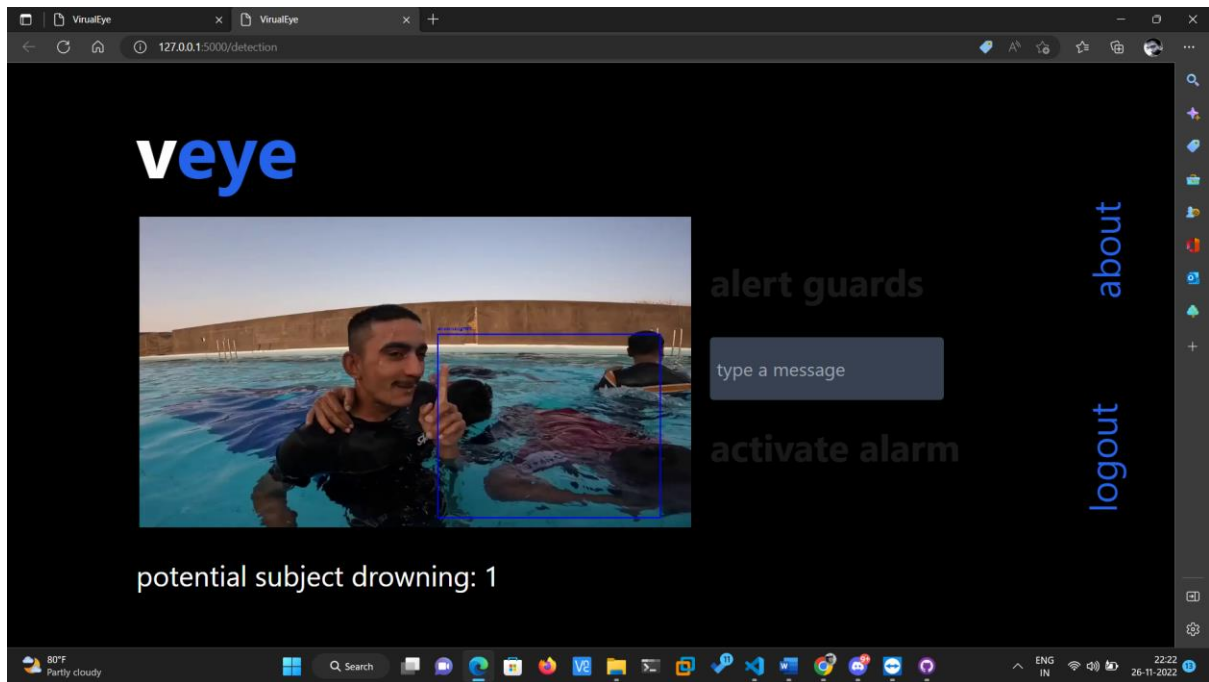 VirualEye
VirualEye
127.0.0.1:5000/detection
veye
about
alert guards
type a message
activate alarm
logout
potential subject drowning: 1
80°F
Partly cloudy
Search
ENG
IN
22:22
26-11-2022